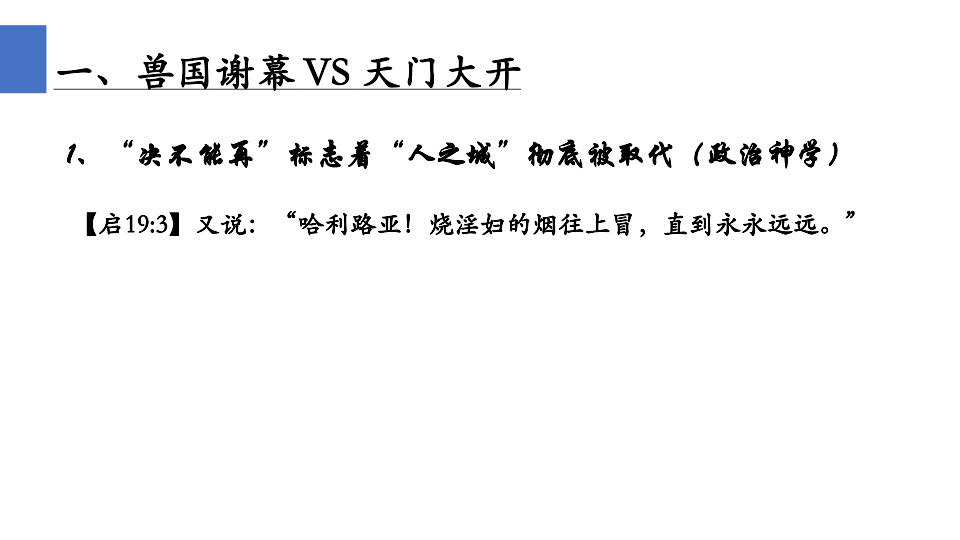 一、兽国谢幕 VS 天门大开
1、“决不能再”标志着“人之城”彻底被取代（政治神学）
【启19:3】又说：“哈利路亚！烧淫妇的烟往上冒，直到永永远远。”